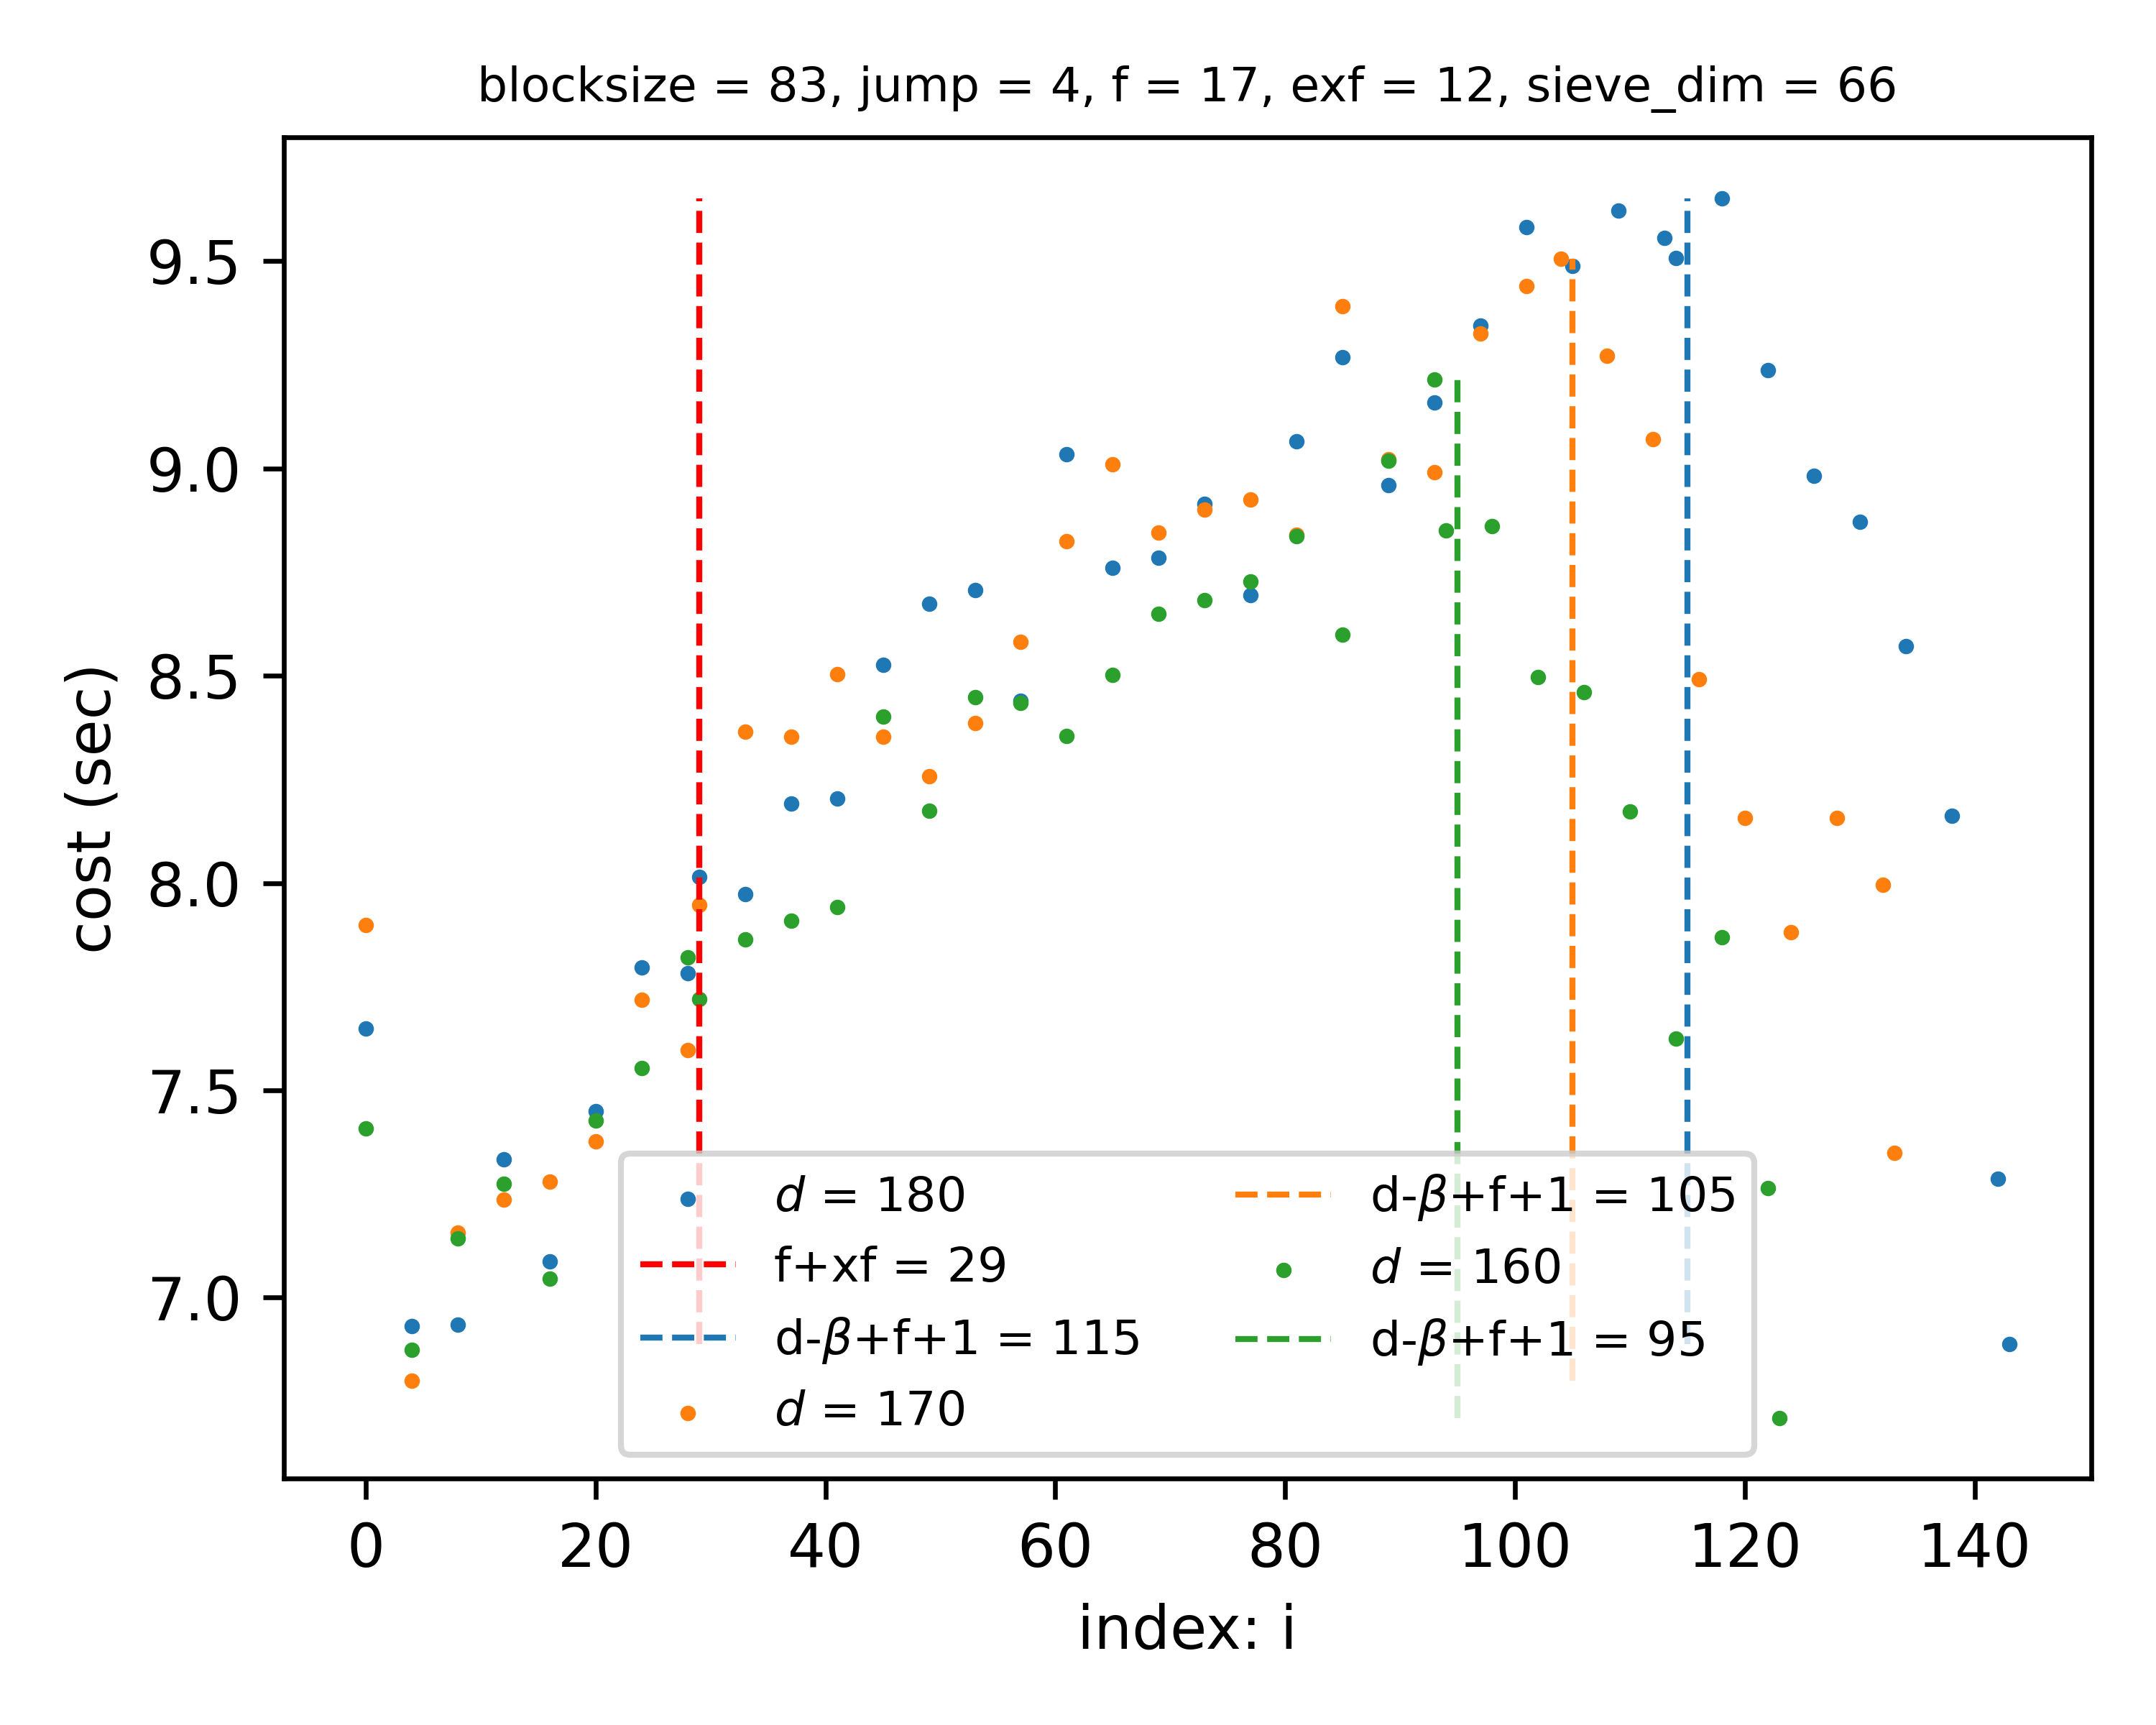 blocksize = 83, jump = 4, f = 17, exf = 12, sieve_dim = 66
cost (sec)
9.5
9.0
8.5
8.0
7.5
7.0
d = 180
f+xf = 29
d-β+f+1 = 115
d = 170
d-β+f+1 = 105
d = 160
d-β+f+1 = 95
0 20 40 60 80 100 120 140
index: i